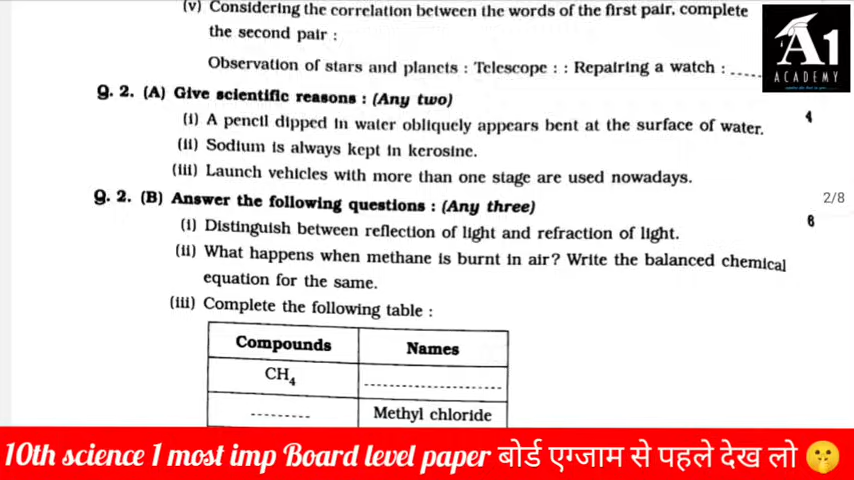 (v) Considering the correlation between the words of the first pair, complete
the second pair :
Observation of stars and planets : Telescope : : Repairing a watch : .....
A1
ACADEMY
Q. 2. (A) Give scientific reasons : (Any two)
4
(i) A pencil dipped in water obliquely appears bent at the surface of water.
(ii) Sodium is always kept in kerosine.
(iii) Launch vehicles with more than one stage are used nowadays.
2/8
Q. 2. (B) Answer the following questions : (Any three)
6
(i) Distinguish between reflection of light and refraction of light.
(ii) What happens when methane is burnt in air? Write the balanced chemical
equation for the same.
(iii) Complete the following table :
Compounds Names
CH₄ ......................
......... Methyl chloride
10th science 1 most imp Board level paper बोर्ड एग्जाम से पहले देख लो 🤫